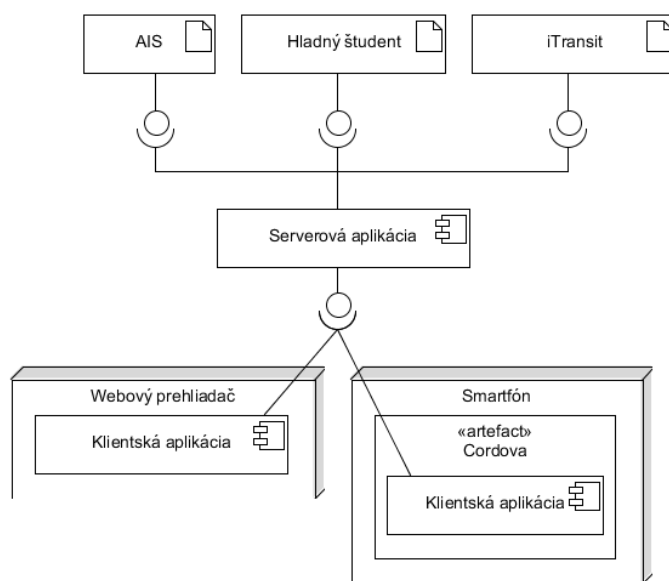 AIS
Hladný študent
iTransit
Serverová aplikácia
Webový prehliadač
Klientská aplikácia
Smartfón
«artefact»
Cordova
Klientská aplikácia